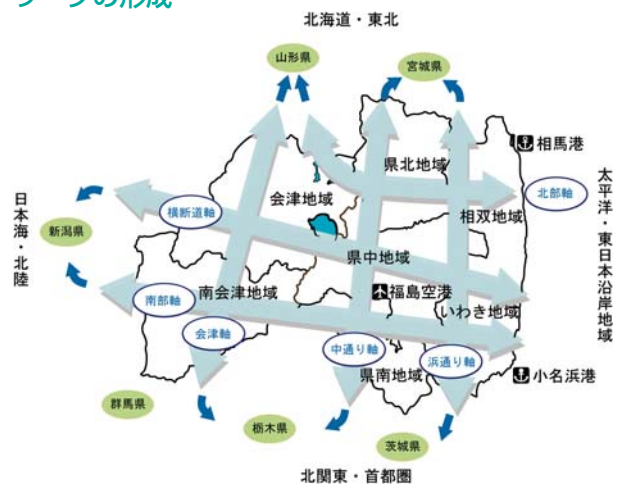 北海道・東北
山形県
宮城県
相馬港
県北地域
会津地域
北部軸
相双地域
横断道軸
新潟県
日本海・北陸
太平洋・東日本沿岸地域
県中地域
南会津地域
福島空港
いわき地域
南部軸
会津軸
中通り軸
浜通り軸
県南地域
小名浜港
群馬県
栃木県
茨城県
北関東・首都圏